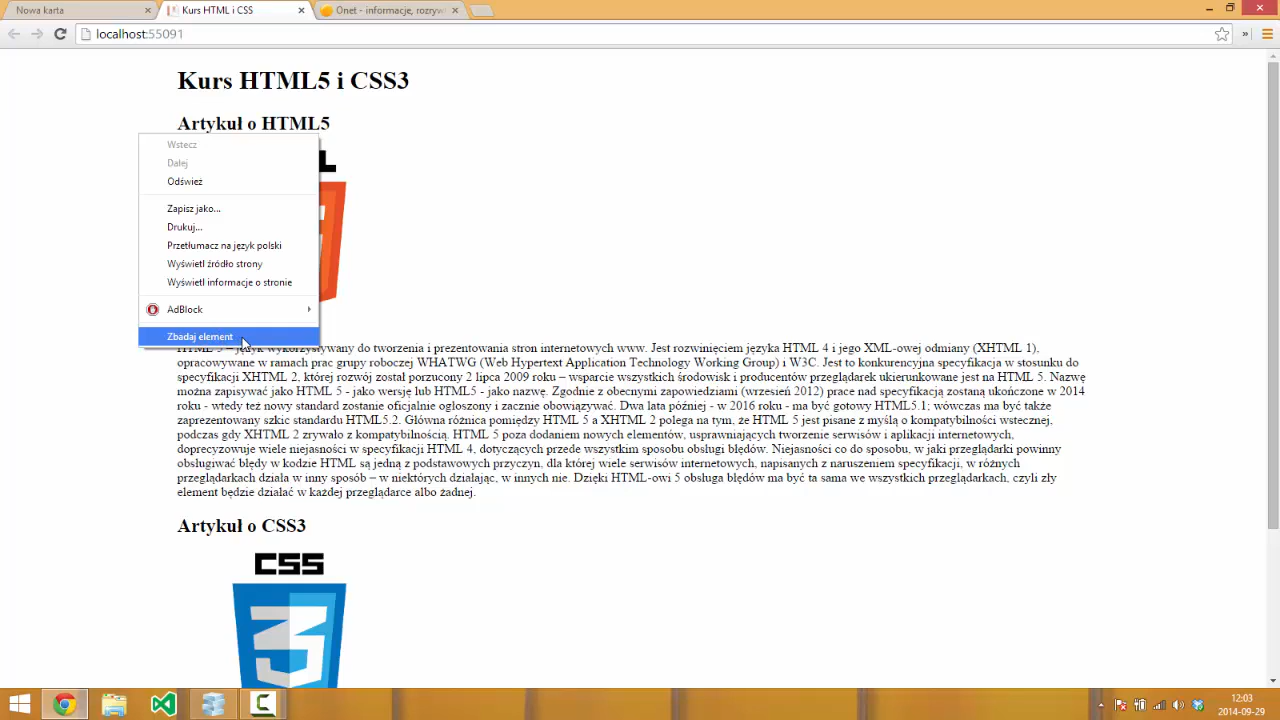 Nowa karta
Kurs HTML i CSS
Onet - informacje, rozryw
localhost:55091
Kurs HTML5 i CSS3
Artykuł o HTML5
Wstecz
Dalej
Odśwież
Zapisz jako...
Drukuj...
Przetłumacz na język polski
Wyświetl źródło strony
Wyświetl informacje o stronie
AdBlock
Zbadaj element
HTML 5 – język wykorzystywany do tworzenia i prezentowania stron internetowych www. Jest rozwinięciem języka HTML 4 i jego XML-owej odmiany (XHTML 1),
opracowywane w ramach prac grupy roboczej WHATWG (Web Hypertext Application Technology Working Group) i W3C. Jest to konkurencyjna specyfikacja w stosunku do
specyfikacji XHTML 2, której rozwój został porzucony 2 lipca 2009 roku – wsparcie wszystkich środowisk i producentów przeglądarek ukierunkowane jest na HTML 5. Nazwę
można zapisywać jako HTML 5 - jako wersję lub HTML5 - jako nazwę. Zgodnie z obecnymi zapowiedziami (wrzesień 2012) prace nad specyfikacją zostaną ukończone w 2014
roku - wtedy też nowy standard zostanie oficjalnie ogłoszony i zacznie obowiązywać. Dwa lata później - w 2016 roku - ma być gotowy HTML5.1; wówczas ma być także
zaprezentowany szkic standardu HTML5.2. Główna różnica pomiędzy HTML 5 a XHTML 2 polega na tym, że HTML 5 jest pisane z myślą o kompatybilności wstecznej,
podczas gdy XHTML 2 zrywało z kompatybilnością. HTML 5 poza dodaniem nowych elementów, usprawniających tworzenie serwisów i aplikacji internetowych,
doprecyzowuje wiele niejasności w specyfikacji HTML 4, dotyczących przede wszystkim sposobu obsługi błędów. Niejasności co do sposobu, w jaki przeglądarki powinny
obsługiwać błędy w kodzie HTML są jedną z podstawowych przyczyn, dla której wiele serwisów internetowych, napisanych z naruszeniem specyfikacji, w różnych
przeglądarkach działa w inny sposób – w niektórych działając, w innych nie. Dzięki HTML-owi 5 obsługa błędów ma być ta sama we wszystkich przeglądarkach, czyli zły
element będzie działać w każdej przeglądarce albo żadnej.
Artykuł o CSS3
CSS
3
12:03
2014-09-29